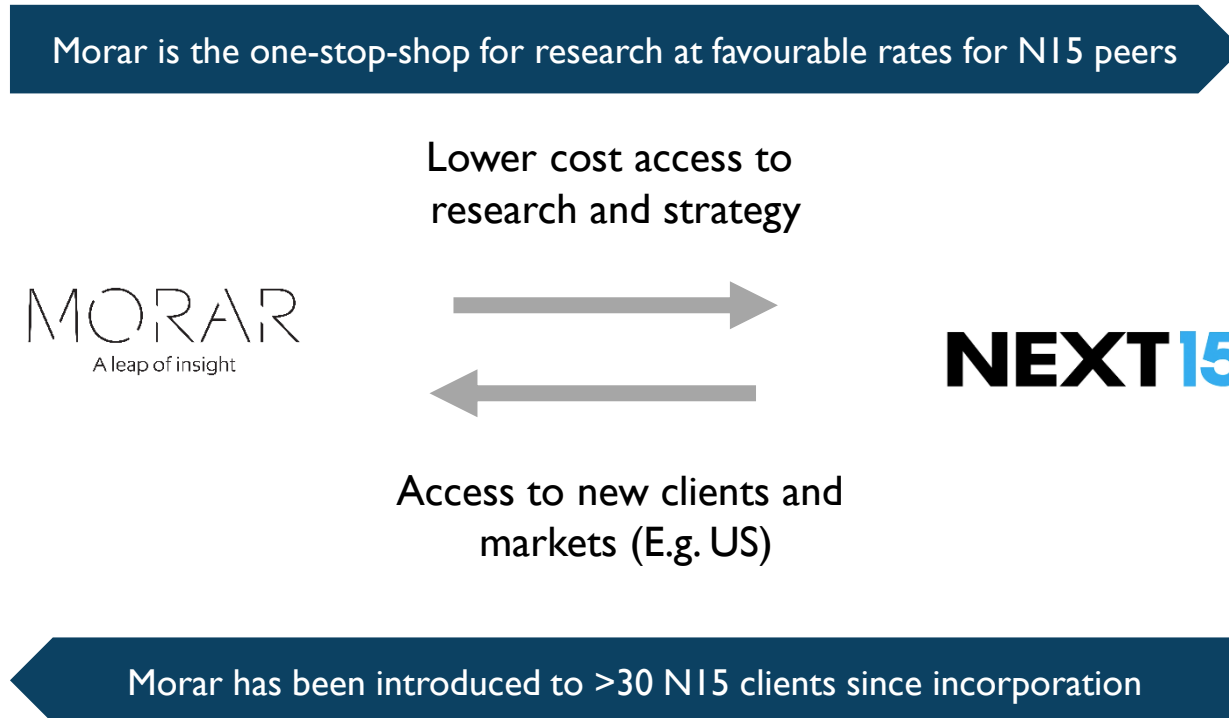 Morar is the one-stop-shop for research at favourable rates for N15 peers
Lower cost access to
research and strategy
MORAR
A leap of insight
NEXT15
Access to new clients and
markets (E.g. US)
Morar has been introduced to >30 N15 clients since incorporation